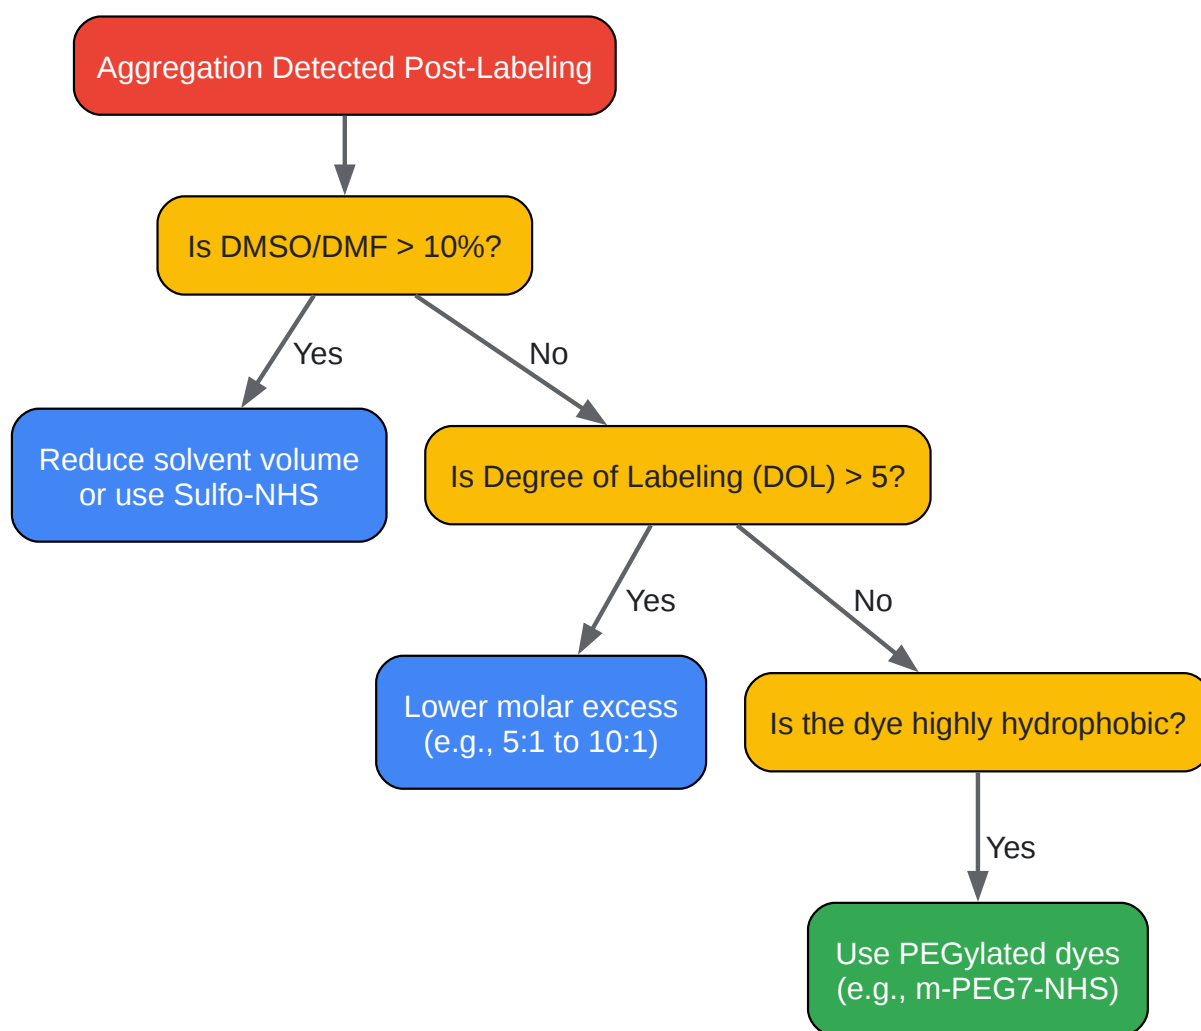 Aggregation Detected Post-Labeling
Is DMSO/DMF > 10%?
Yes
No
Reduce solvent volume
or use Sulfo-NHS
Is Degree of Labeling (DOL) > 5?
Yes
No
Lower molar excess
(e.g., 5:1 to 10:1)
Is the dye highly hydrophobic?
Yes
Use PEGylated dyes
(e.g., m-PEG7-NHS)